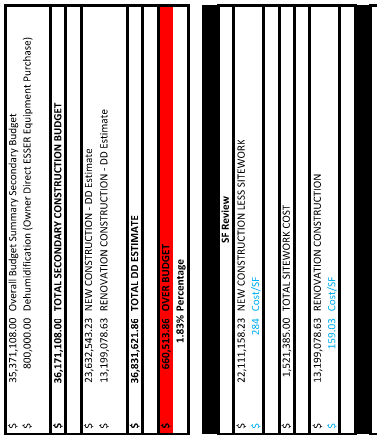 $ 35,371,108.00 Overall Budget Summary Secondary Budget
$ 800,000.00 Dehumidification (Owner Direct ESSER Equipment Purchase)
$ 36,171,108.00 TOTAL SECONDARY CONSTRUCTION BUDGET
$ 23,632,543.23 NEW CONSTRUCTION - DD Estimate
$ 13,199,078.63 RENOVATION CONSTRUCTION - DD Estimate
$ 36,831,621.86 TOTAL DD ESTIMATE
$ 660,513.86 OVER BUDGET
1.83% Percentage
SF Review
$ 22,111,158.23 NEW CONSTRUCTION LESS SITEWORK
$ 284 Cost/SF
$ 1,521,385.00 TOTAL SITEWORK COST
$ 13,199,078.63 RENOVATION CONSTRUCTION
$ 159.03 Cost/SF